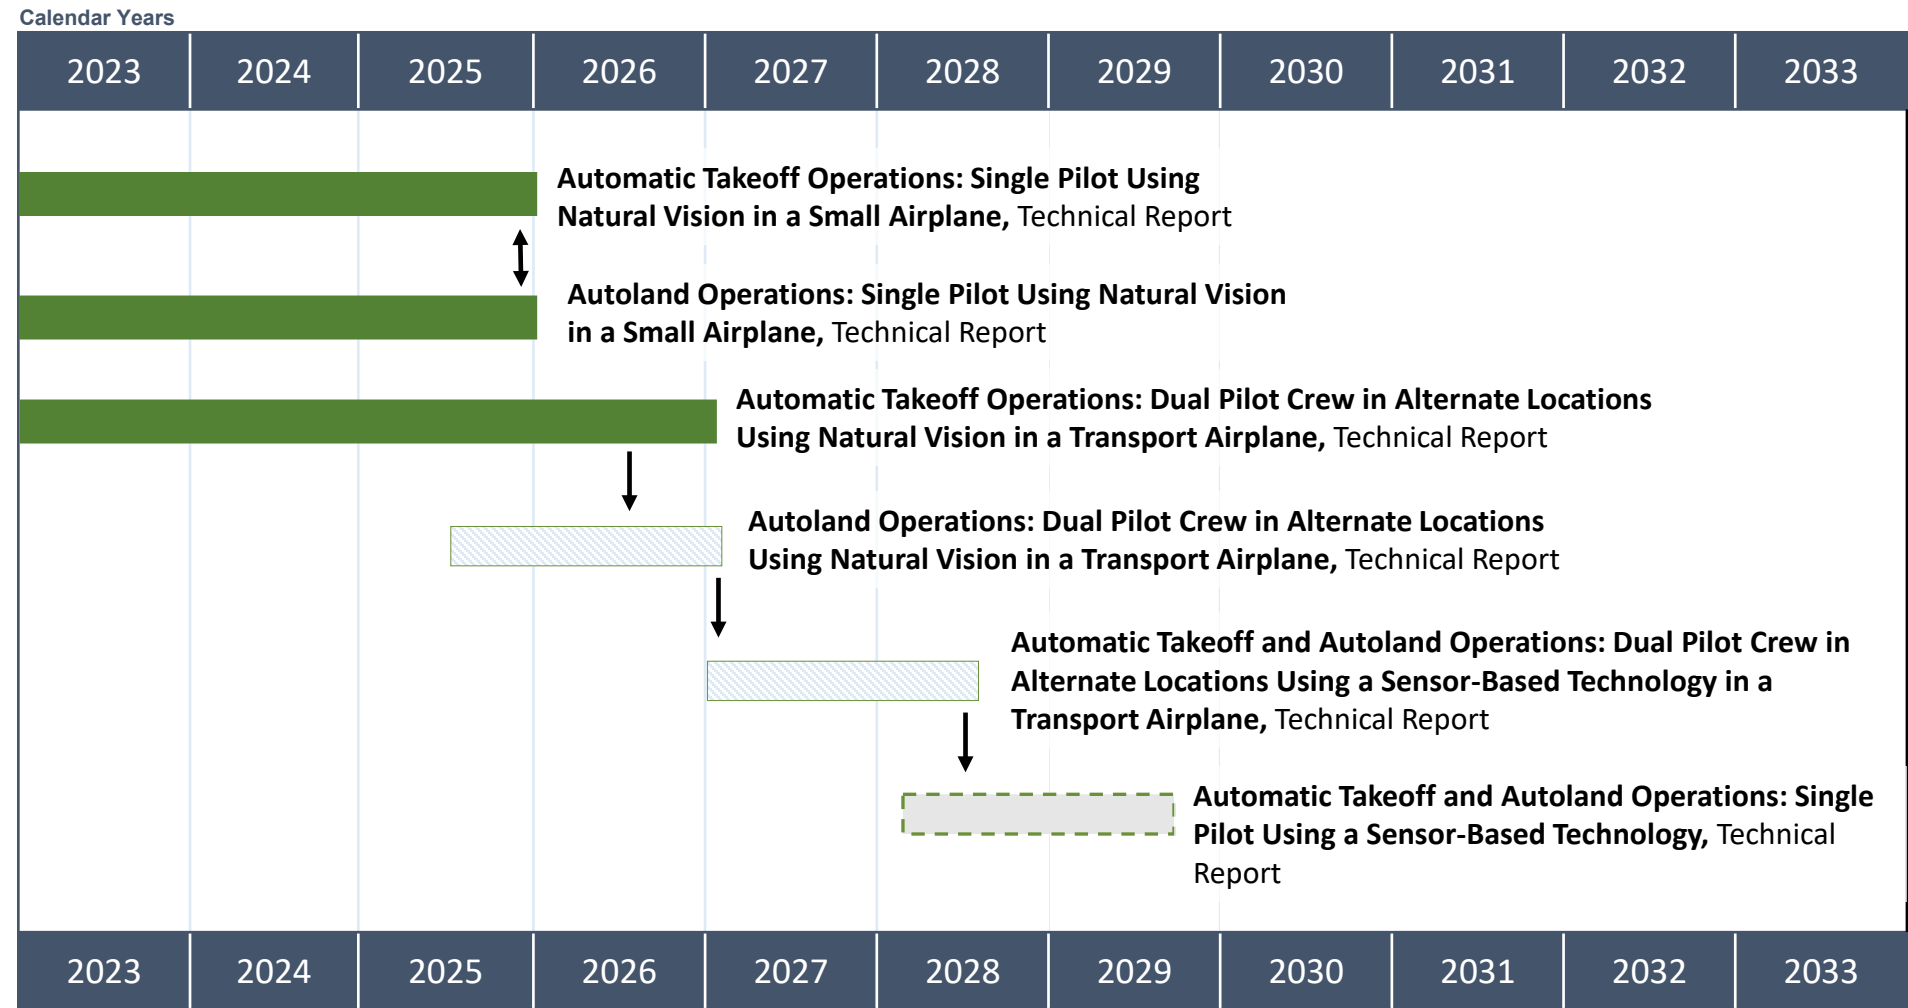 Calendar Years
2023 2024 2025 2026 2027 2028 2029 2030 2031 2032 2033
Automatic Takeoff Operations: Single Pilot Using
Natural Vision in a Small Airplane, Technical Report
Autoland Operations: Single Pilot Using Natural Vision
in a Small Airplane, Technical Report
Automatic Takeoff Operations: Dual Pilot Crew in Alternate Locations
Using Natural Vision in a Transport Airplane, Technical Report
Autoland Operations: Dual Pilot Crew in Alternate Locations
Using Natural Vision in a Transport Airplane, Technical Report
Automatic Takeoff and Autoland Operations: Dual Pilot Crew in
Alternate Locations Using a Sensor-Based Technology in a
Transport Airplane, Technical Report
Automatic Takeoff and Autoland Operations: Single
Pilot Using a Sensor-Based Technology, Technical
Report
2023 2024 2025 2026 2027 2028 2029 2030 2031 2032 2033